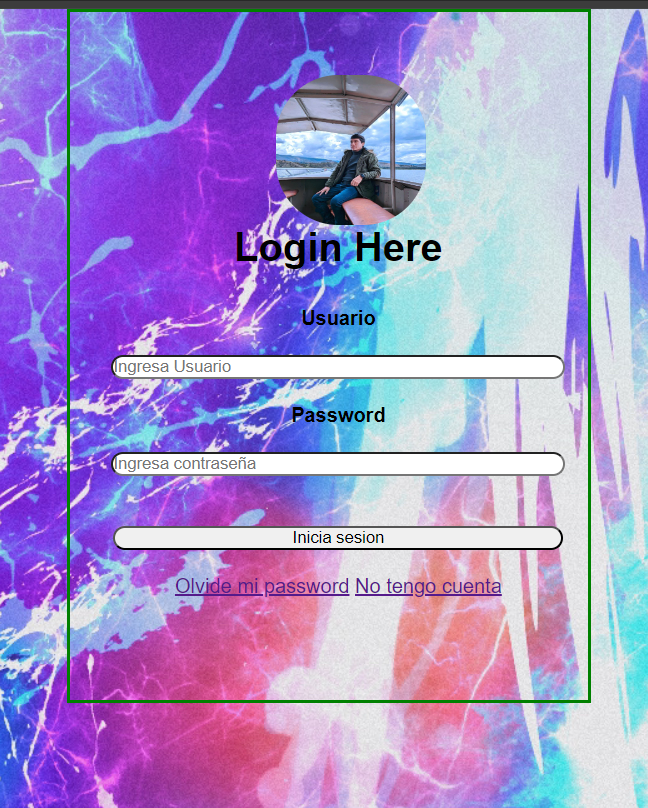 Login Here
Usuario
Ingresa Usuario
Password
Ingresa contraseña
Inicia sesion
Olvide mi password No tengo cuenta